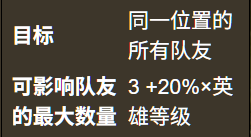 目标
同一位置的
所有队友
可影响队友
的最大数量
3 +20%×英
雄等级